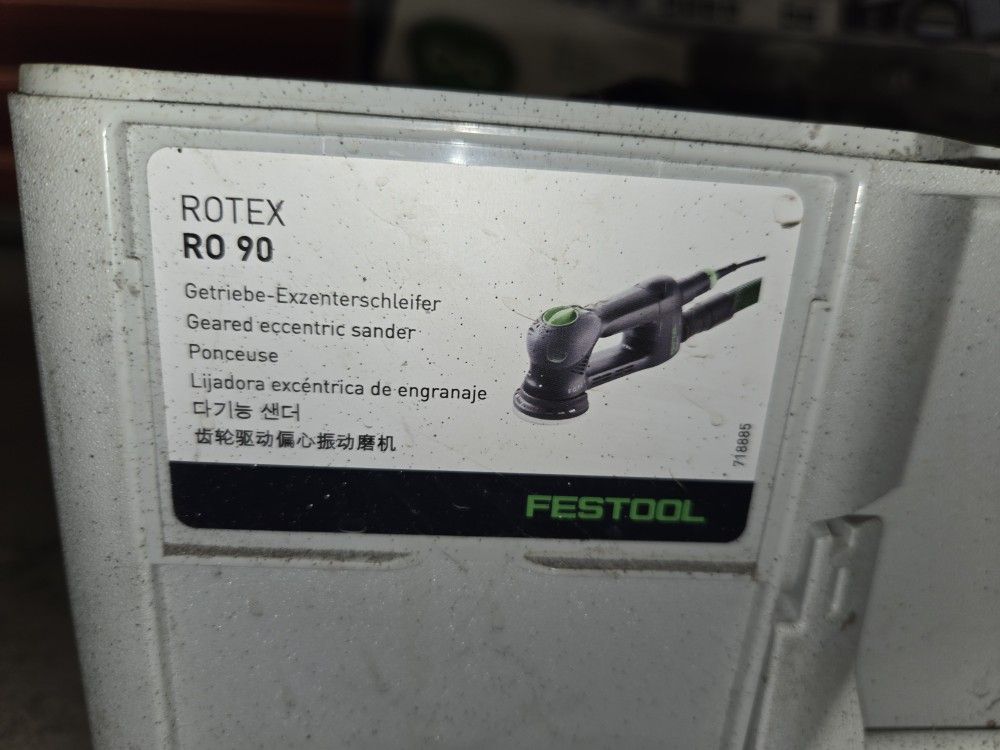 ROTEX
RO 90
Getriebe-Exzenterschleifer
Geared eccentric sander
Ponceuse
Lijadora excéntrica de engranaje
다기능 샌더
齿轮驱动偏心振动磨机
718885
FESTOOL